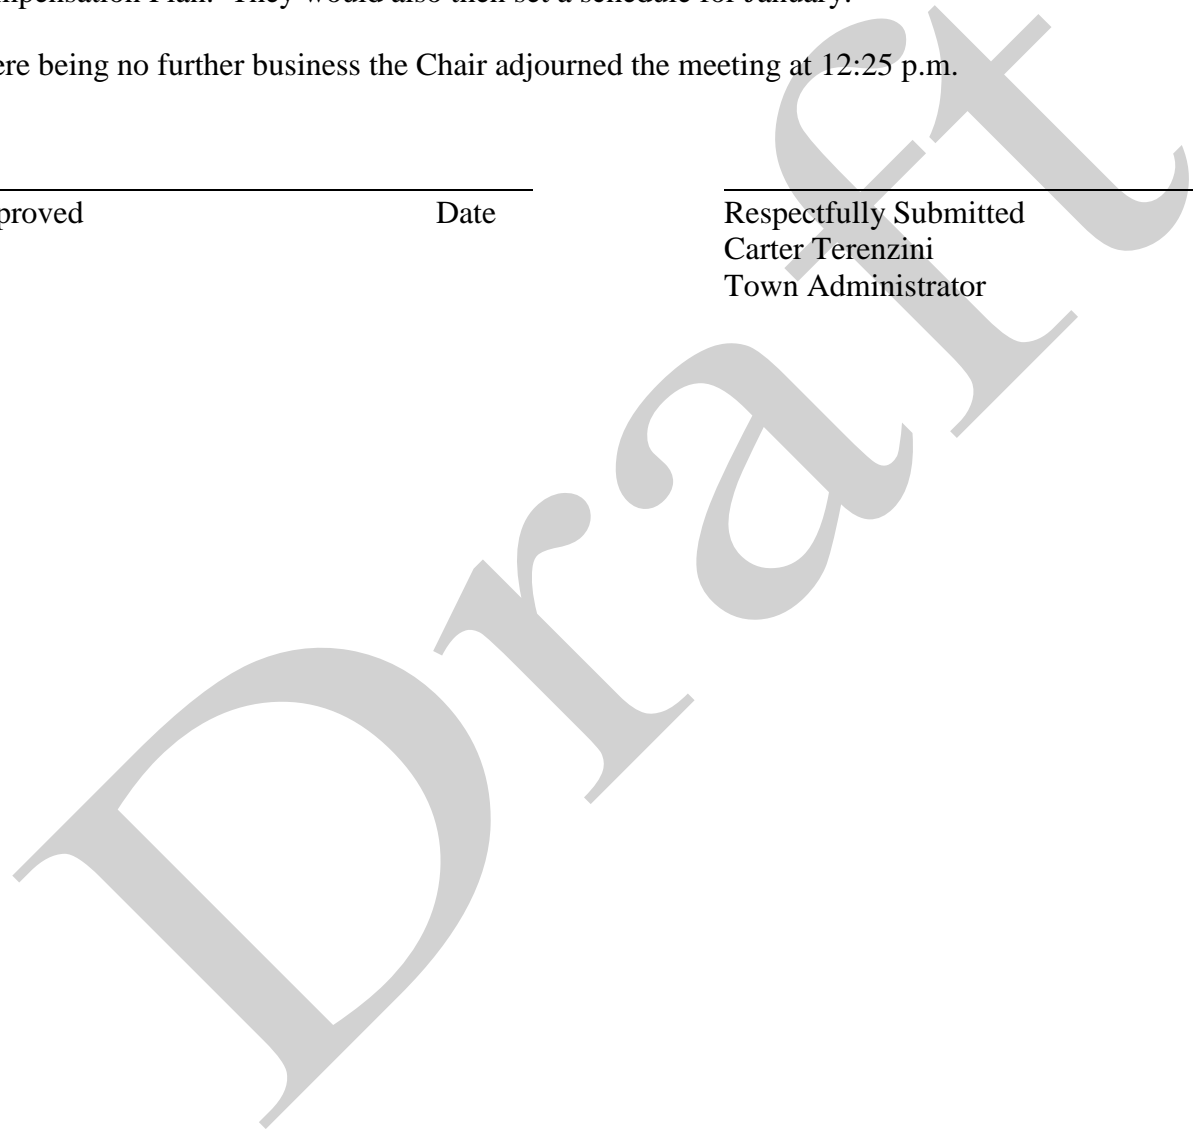 mpensation Plan. They would also then set a schedule for January.
ere being no further business the Chair adjourned the meeting at 12:25 p.m.
proved Date Respectfully Submitted
Carter Terenzini
Town Administrator
Draft